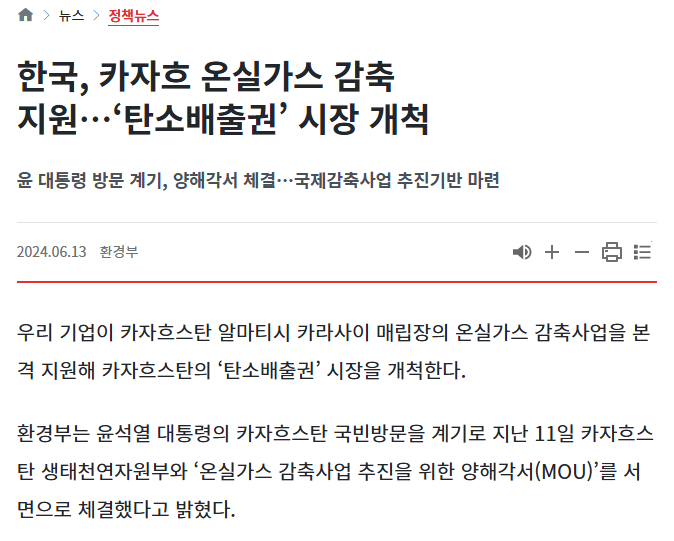 뉴스 정책뉴스
한국, 카자흐 온실가스 감축
지원…‘탄소배출권’ 시장 개척
윤 대통령 방문 계기, 양해각서 체결…국제감축사업 추진기반 마련
2024.06.13 환경부
우리 기업이 카자흐스탄 알마티시 카라사이 매립장의 온실가스 감축사업을 본
격 지원해 카자흐스탄의 ‘탄소배출권’ 시장을 개척한다.
환경부는 윤석열 대통령의 카자흐스탄 국빈방문을 계기로 지난 11일 카자흐스
탄 생태천연자원부와 ‘온실가스 감축사업 추진을 위한 양해각서(MOU)’를 서
면으로 체결했다고 밝혔다.